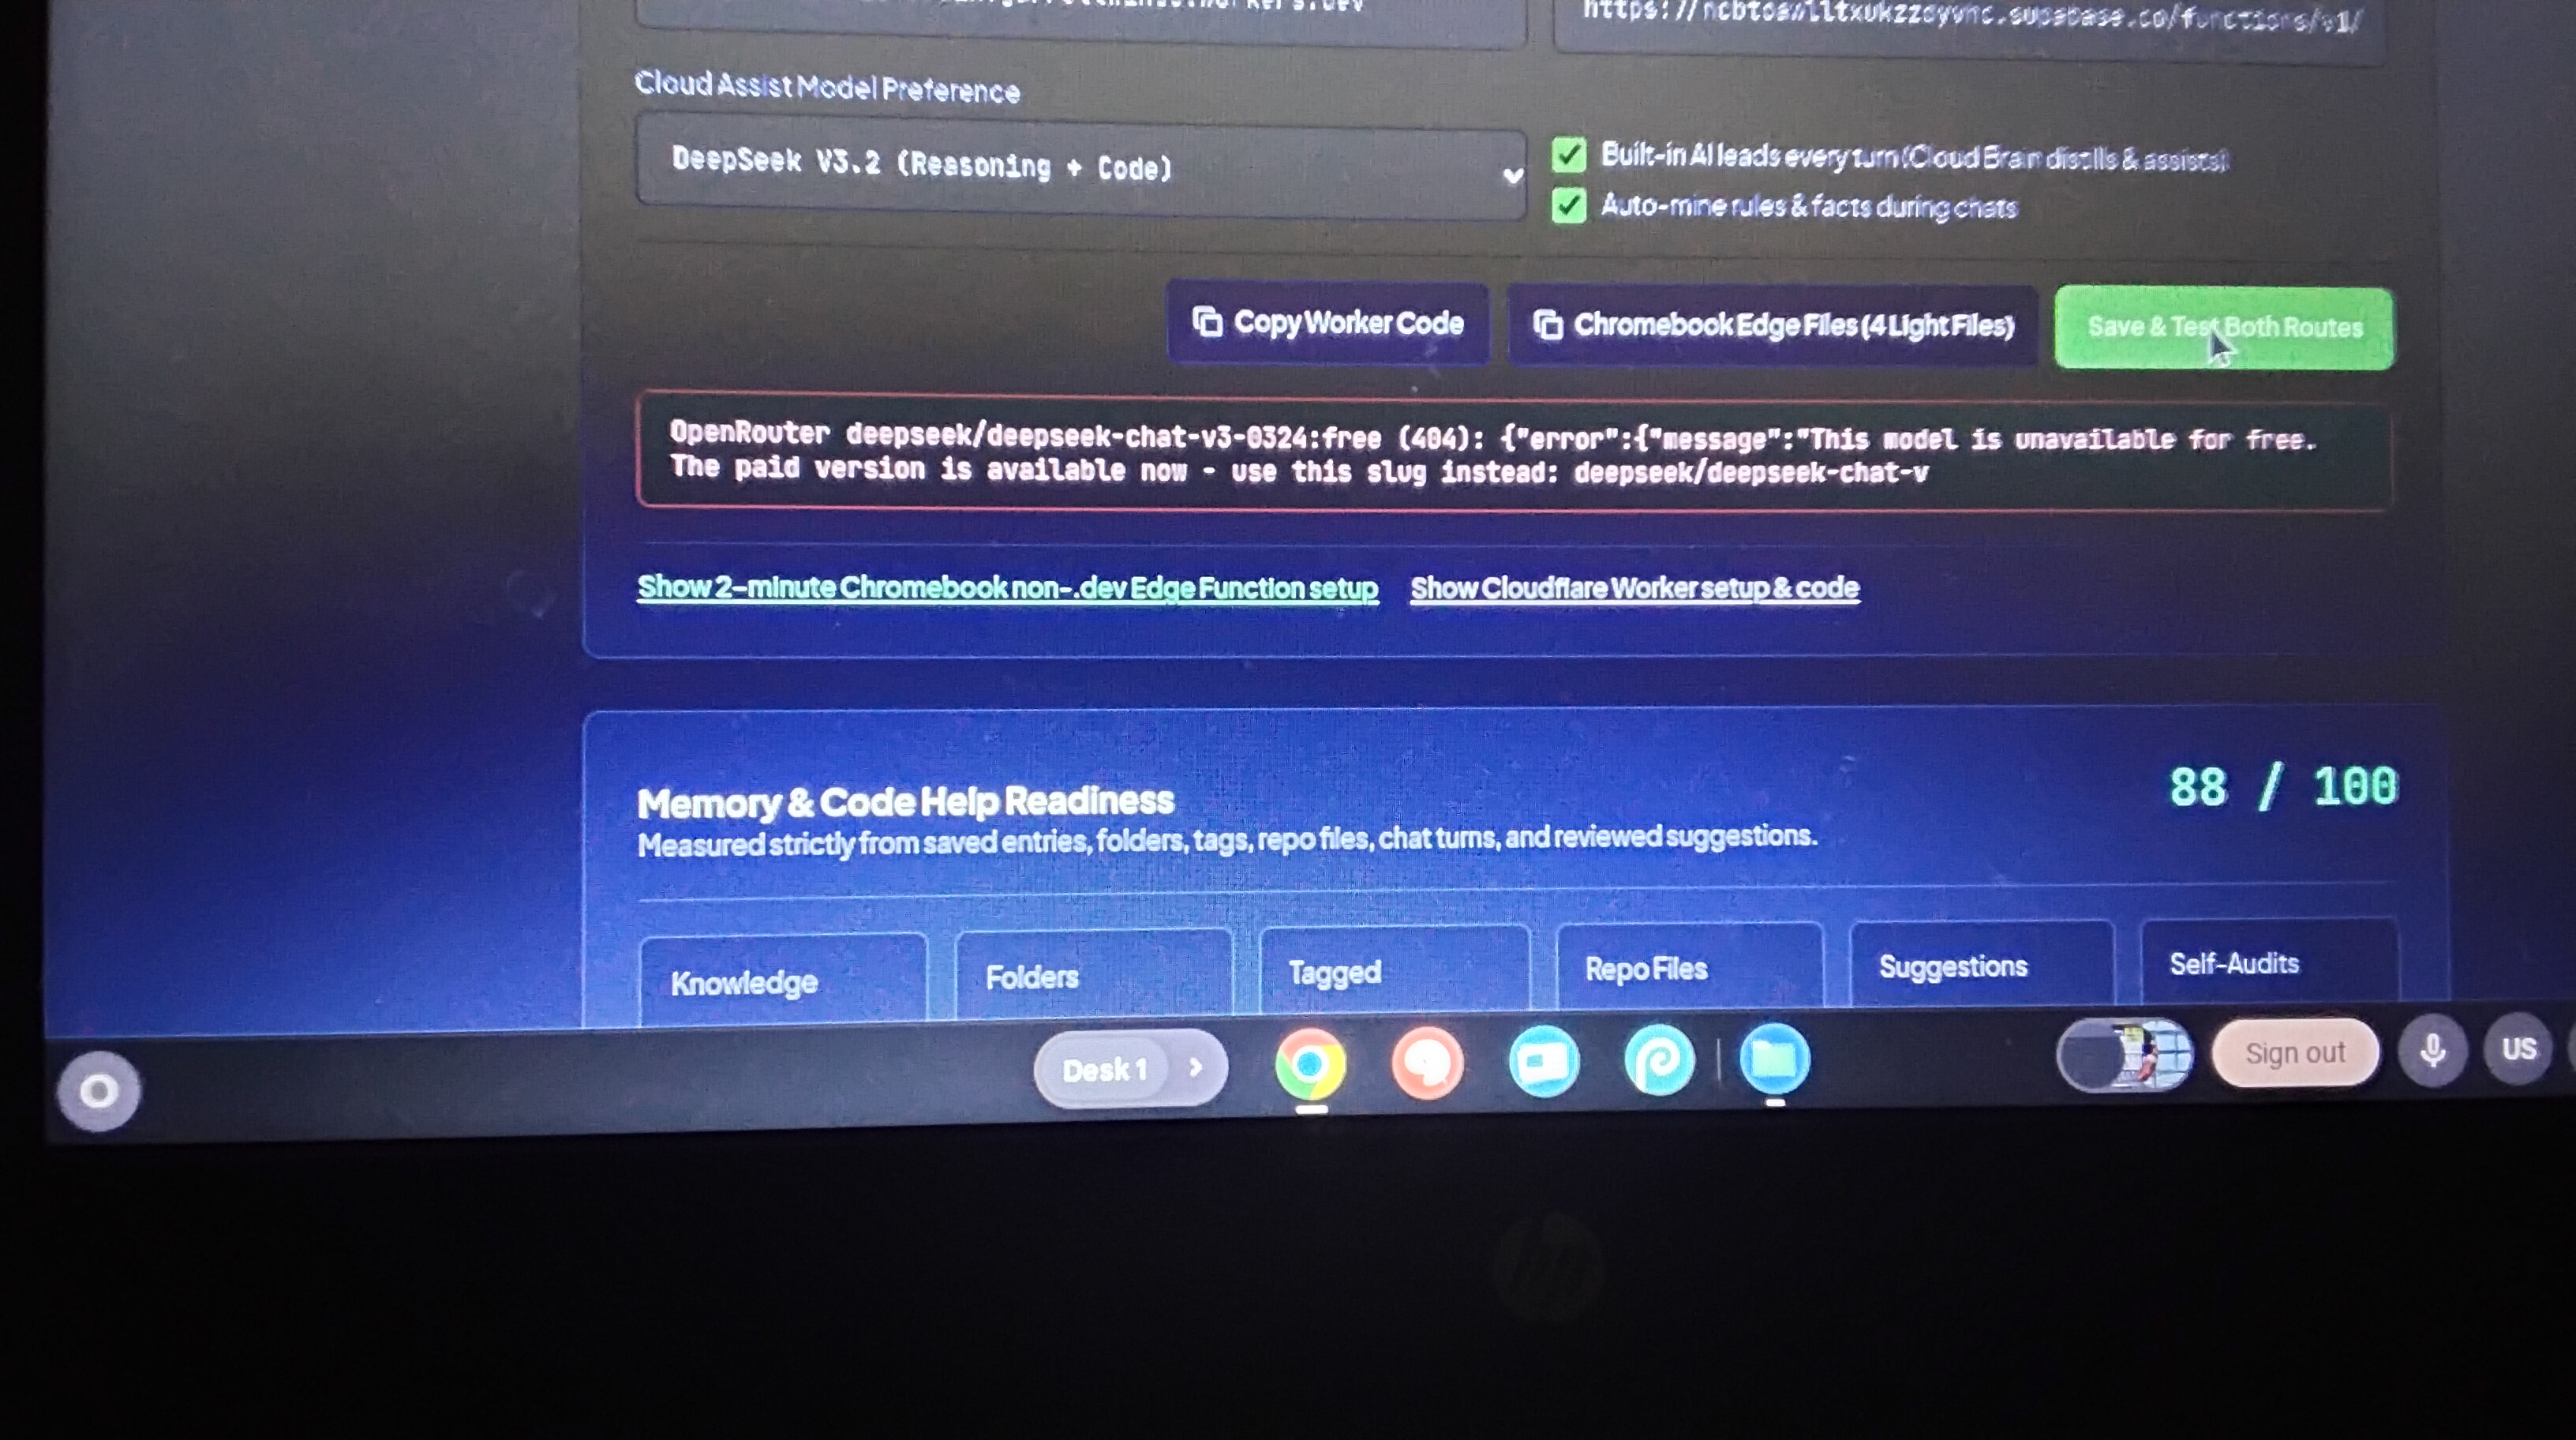 Cloud Assist Model Preference
DeepSeek V3.2 (Reasoning + Code)
Built-in AI leads every turn (Cloud Brain distills & assists)
Auto-mine rules & facts during chats
Copy Worker Code
Chromebook Edge Files (4 Light Files)
Save & Test Both Routes
OpenRouter deepseek/deepseek-chat-v3-0324:free (404): {"error":{"message":"This model is unavailable for free.
The paid version is available now - use this slug instead: deepseek/deepseek-chat-v
Show 2-minute Chromebook non-.dev Edge Function setup
Show Cloudflare Worker setup & code
Memory & Code Help Readiness
88 / 100
Measured strictly from saved entries, folders, tags, repo files, chat turns, and reviewed suggestions.
Knowledge
Folders
Tagged
Repo Files
Suggestions
Self-Audits
Desk 1
Sign out
US
hp